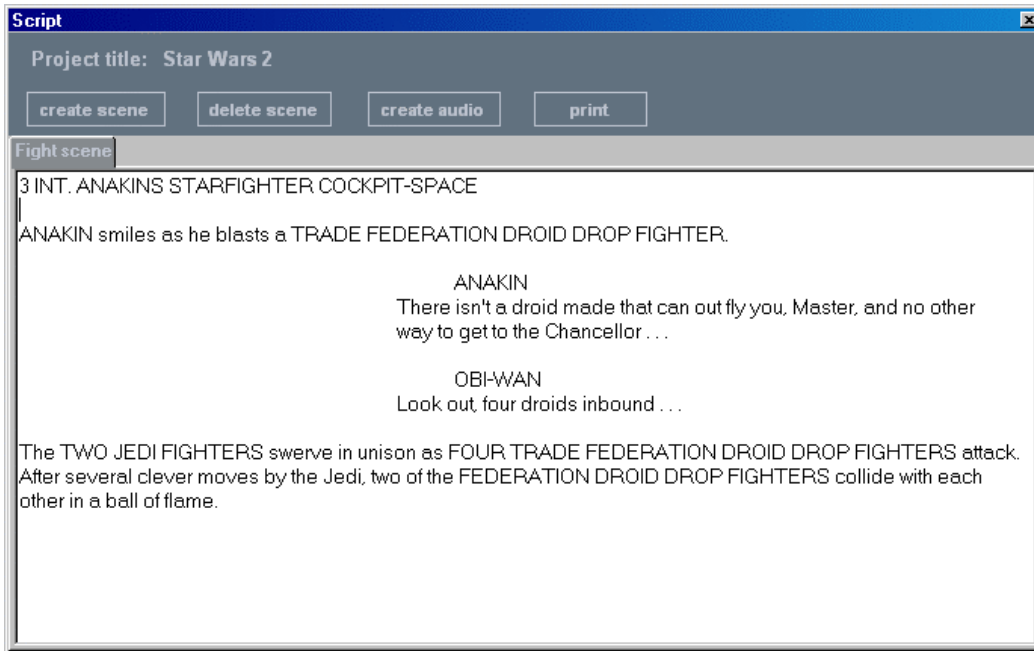 Script
Project title: Star Wars 2
create scene delete scene create audio print
Fight scene
3 INT. ANAKINS STARFIGHTER COCKPIT-SPACE
ANAKIN smiles as he blasts a TRADE FEDERATION DROID DROP FIGHTER.
ANAKIN
There isn't a droid made that can out fly you, Master, and no other
way to get to the Chancellor . . .
OBI-WAN
Look out, four droids inbound . . .
The TWO JEDI FIGHTERS swerve in unison as FOUR TRADE FEDERATION DROID DROP FIGHTERS attack.
After several clever moves by the Jedi, two of the FEDERATION DROID DROP FIGHTERS collide with each
other in a ball of flame.